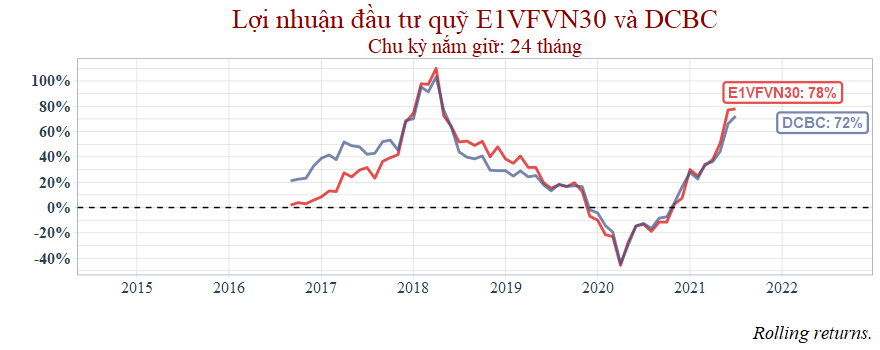 Lợi nhuận đầu tư quỹ E1VFVN30 và DCBC
Chu kỳ nắm giữ: 24 tháng
100%
80%
60%
40%
20%
0%
-20%
-40%
E1VFVN30: 78%
DCBC: 72%
2015 2016 2017 2018 2019 2020 2021 2022
Rolling returns.